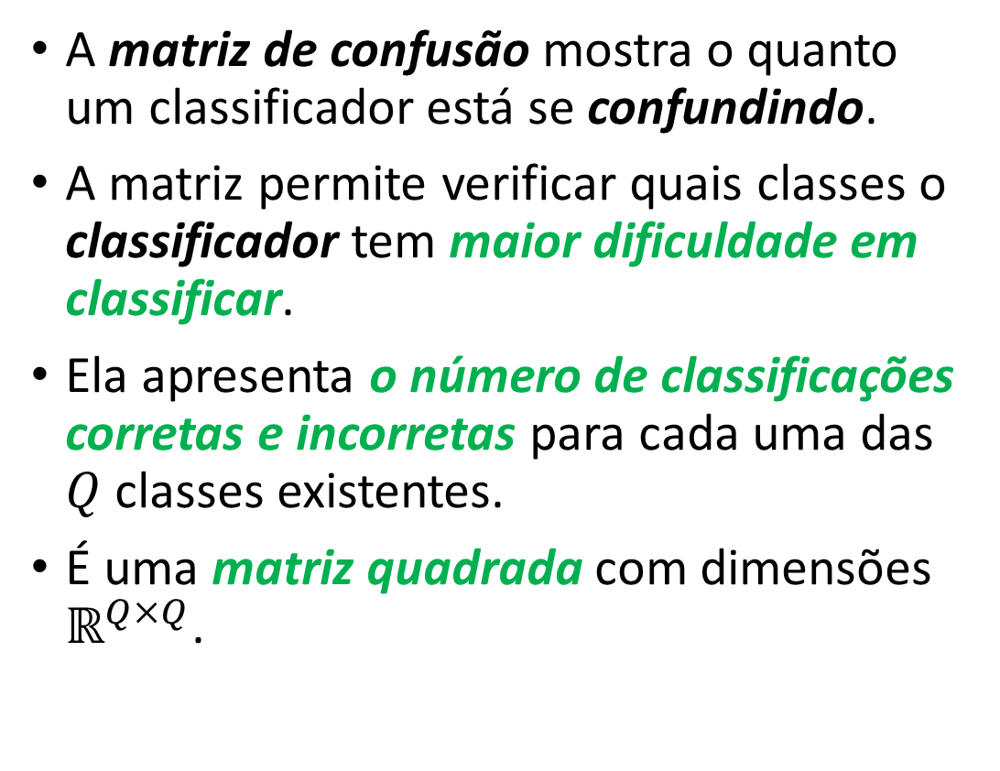 • A matriz de confusão mostra o quanto
um classificador está se confundindo.
• A matriz permite verificar quais classes o
classificador tem maior dificuldade em
classificar.
• Ela apresenta o número de classificações
corretas e incorretas para cada uma das
𝑄 classes existentes.
• É uma matriz quadrada com dimensões
ℝ^{𝑄×𝑄}.